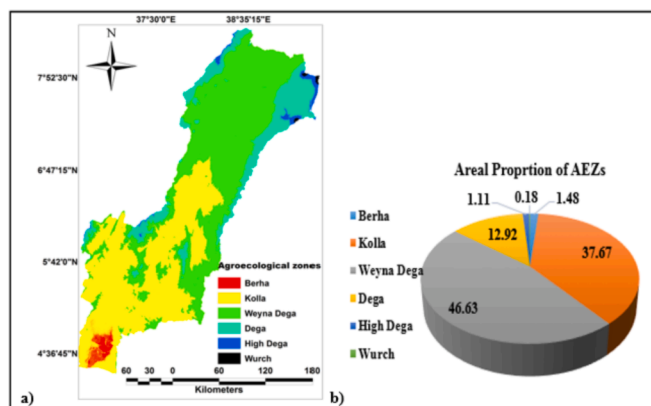 37°30'0"E 38°35'15"E
N
7°52'30"N
6°47'15"N
5°42'0"N
4°36'45"N
Agroecological zones
Berha
Kolla
Weyna Dega
Dega
High Dega
Wurch
60 30 0 60 120 180
Kilometers
a)
Areal Proprtion of AEZs
1.11 0.18 1.48
12.92 37.67
46.63
Berha
Kolla
Weyna Dega
Dega
High Dega
Wurch
b)